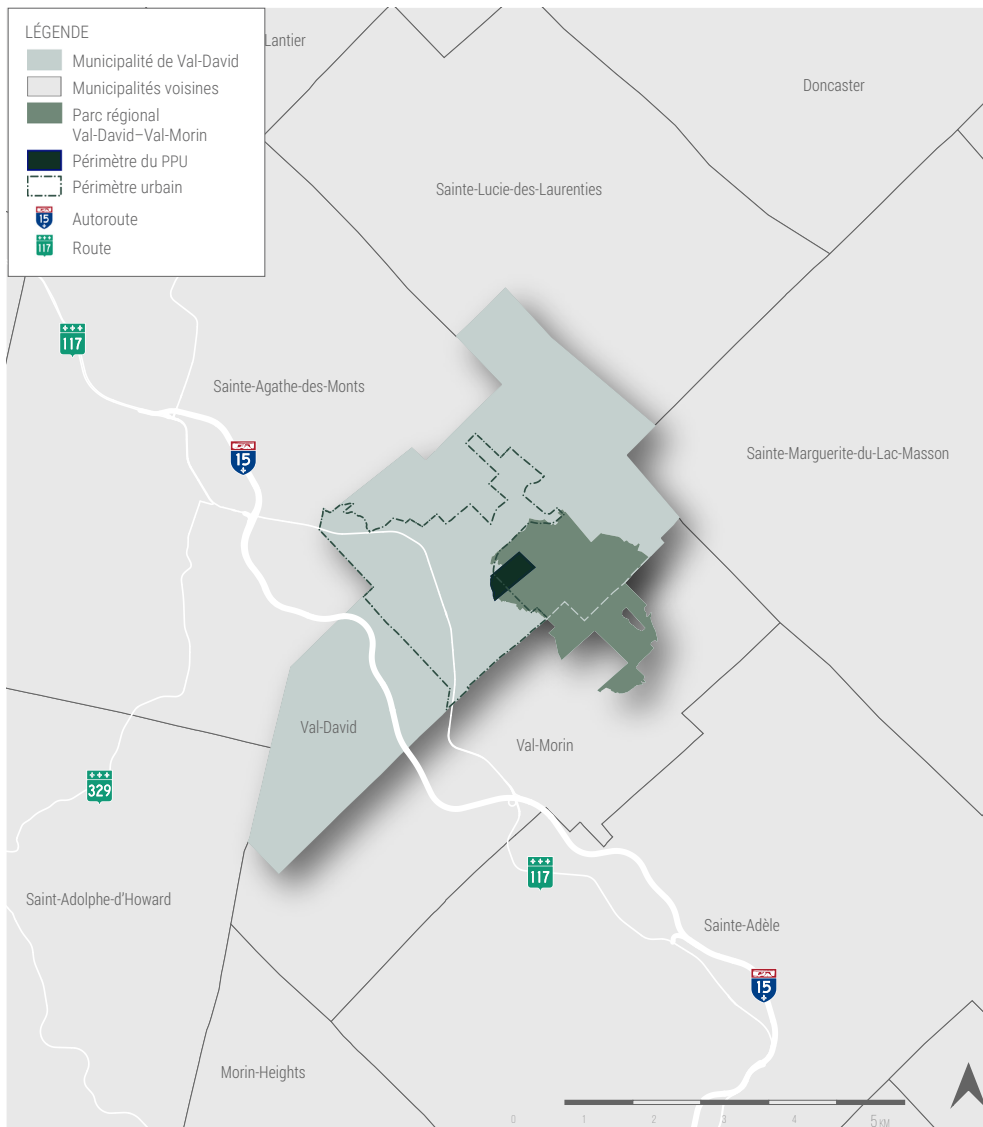 LÉGENDE
Municipalité de Val-David
Municipalités voisines
Parc régional
Val-David–Val-Morin
Périmètre du PPU
Périmètre urbain
15
Autoroute
117
Route
Lantier
Doncaster
Sainte-Lucie-des-Laurenties
117
Sainte-Agathe-des-Monts
15
Sainte-Marguerite-du-Lac-Masson
Val-David
Val-Morin
329
117
Saint-Adolphe-d'Howard
Sainte-Adèle
15
Morin-Heights
0 1 2 3 4 5 KM